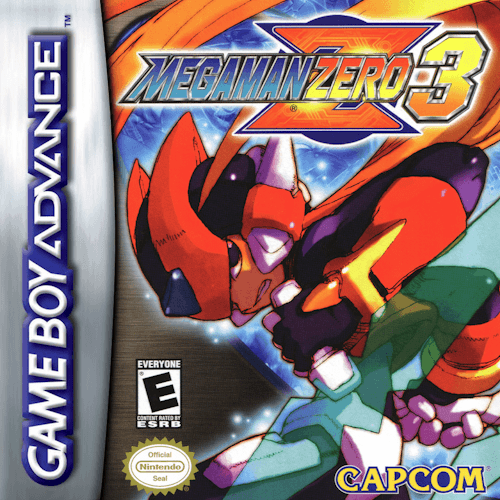 GAME BOY ADVANCE
MEGAMAN ZERO 3
®
EVERYONE
E
®
CONTENT RATED BY
ESRB
Official
Nintendo
Seal
CAPCOM